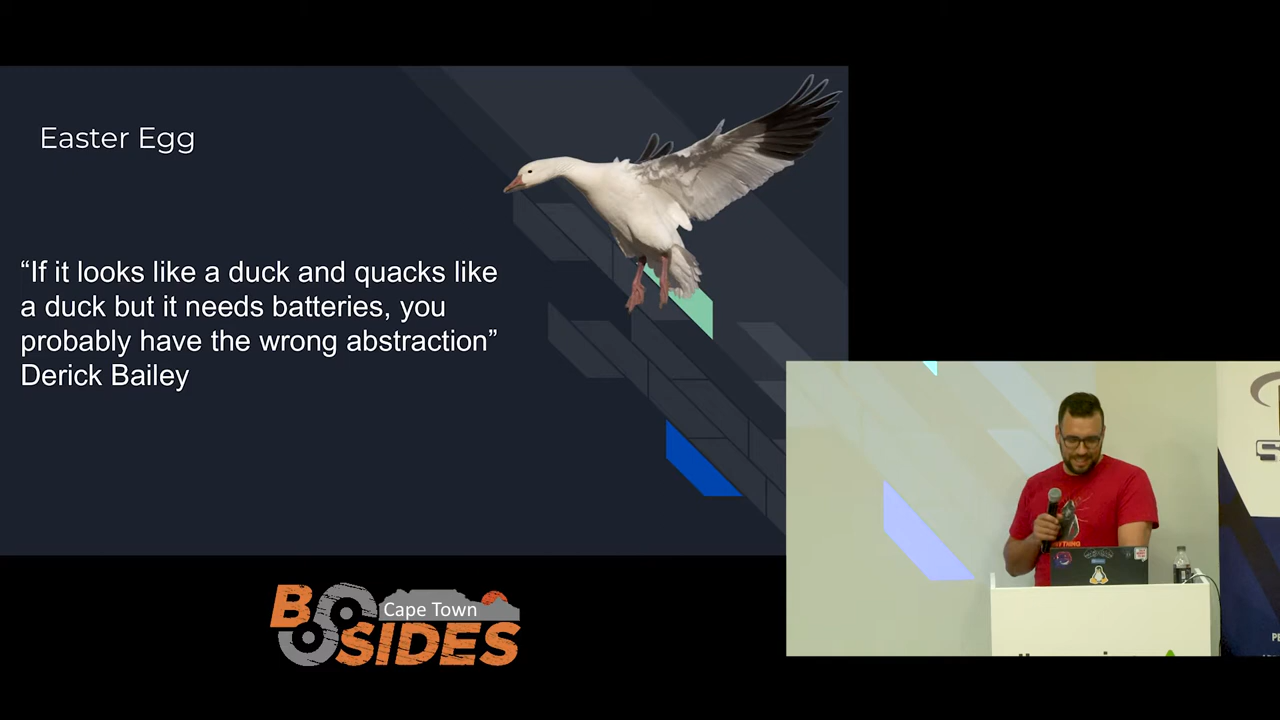 Easter Egg
“If it looks like a duck and quacks like
a duck but it needs batteries, you
probably have the wrong abstraction”
Derick Bailey
BSIDES
Cape Town